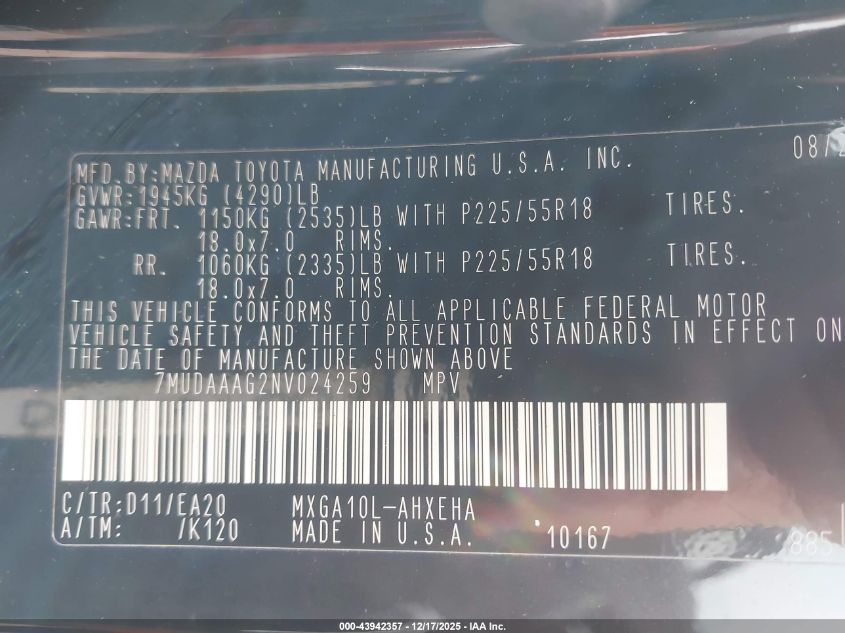 MFD.BY:MAZDA TOYOTA MANUFACTURING U.S.A. INC. 08/2
GVWR:1945KG (4290)LB
GAWR:FRT. 1150KG (2535)LB WITH P225/55R18 TIRES.
18.0x7.0 RIMS.
RR. 1060KG (2335)LB WITH P225/55R18 TIRES.
18.0x7.0 RIMS.
THIS VEHICLE CONFORMS TO ALL APPLICABLE FEDERAL MOTOR
VEHICLE SAFETY AND THEFT PREVENTION STANDARDS IN EFFECT ON
THE DATE OF MANUFACTURE SHOWN ABOVE
7MUDAAAG2NV024259 MPV
C/TR:D11/EA20 MXGA10L-AHXEHA
A/TM: /K120 MADE IN U.S.A. 10167 885
000-43942357 - 12/17/2025 - IAA Inc.